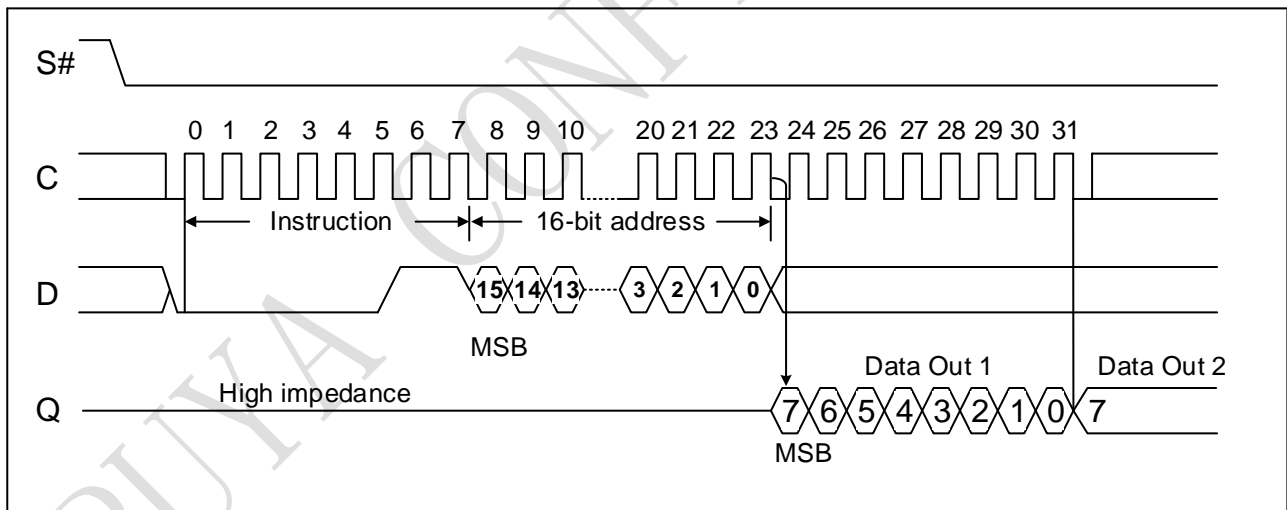 S#
0 1 2 3 4 5 6 7 8 9 10 20 21 22 23 24 25 26 27 28 29 30 31
C
Instruction 16-bit address
D
15 14 13 3 2 1 0
MSB
Data Out 1 Data Out 2
High impedance
Q
7 6 5 4 3 2 1 0 7
MSB
PUYA CONF